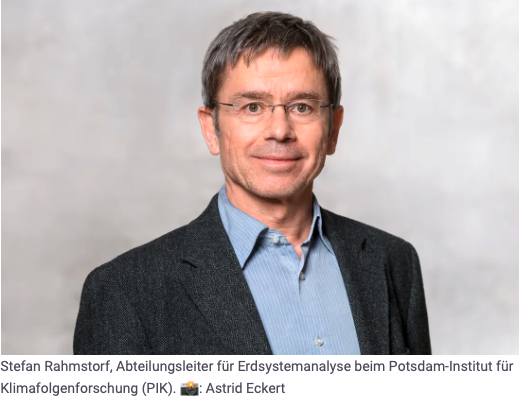 Stefan Rahmstorf, Abteilungsleiter für Erdsystemanalyse beim Potsdam-Institut für
Klimafolgenforschung (PIK). 📸: Astrid Eckert